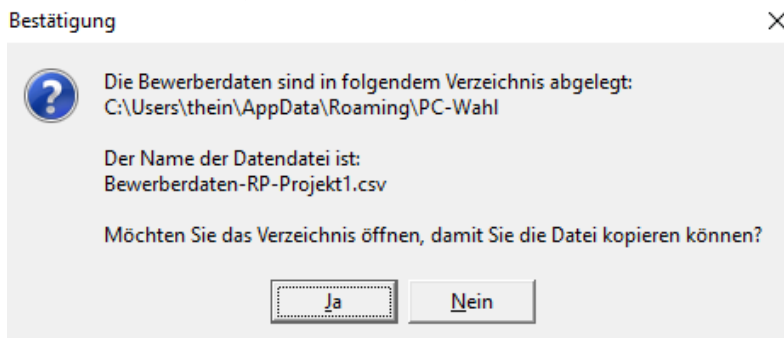 Bestätigung
Die Bewerberdaten sind in folgendem Verzeichnis abgelegt:
C:\Users\thein\AppData\Roaming\PC-Wahl
Der Name der Datendatei ist:
Bewerberdaten-RP-Projekt1.csv
Möchten Sie das Verzeichnis öffnen, damit Sie die Datei kopieren können?
Ja
Nein